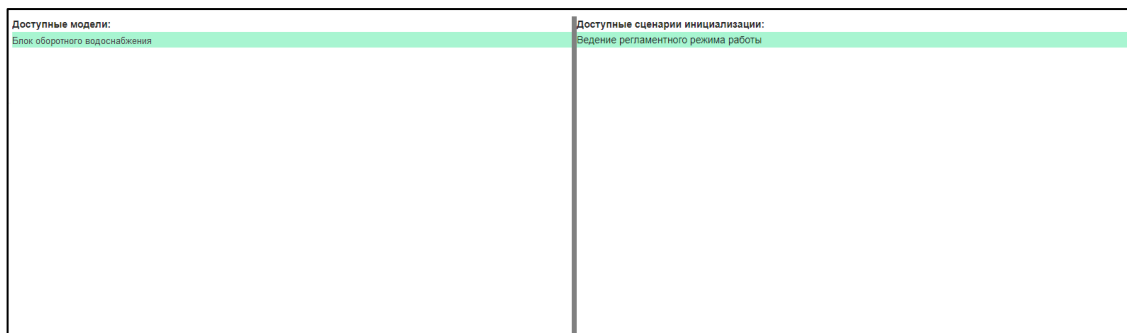 Доступные модели:
Блок оборотного водоснабжения
Доступные сценарии инициализации:
Ведение регламентного режима работы